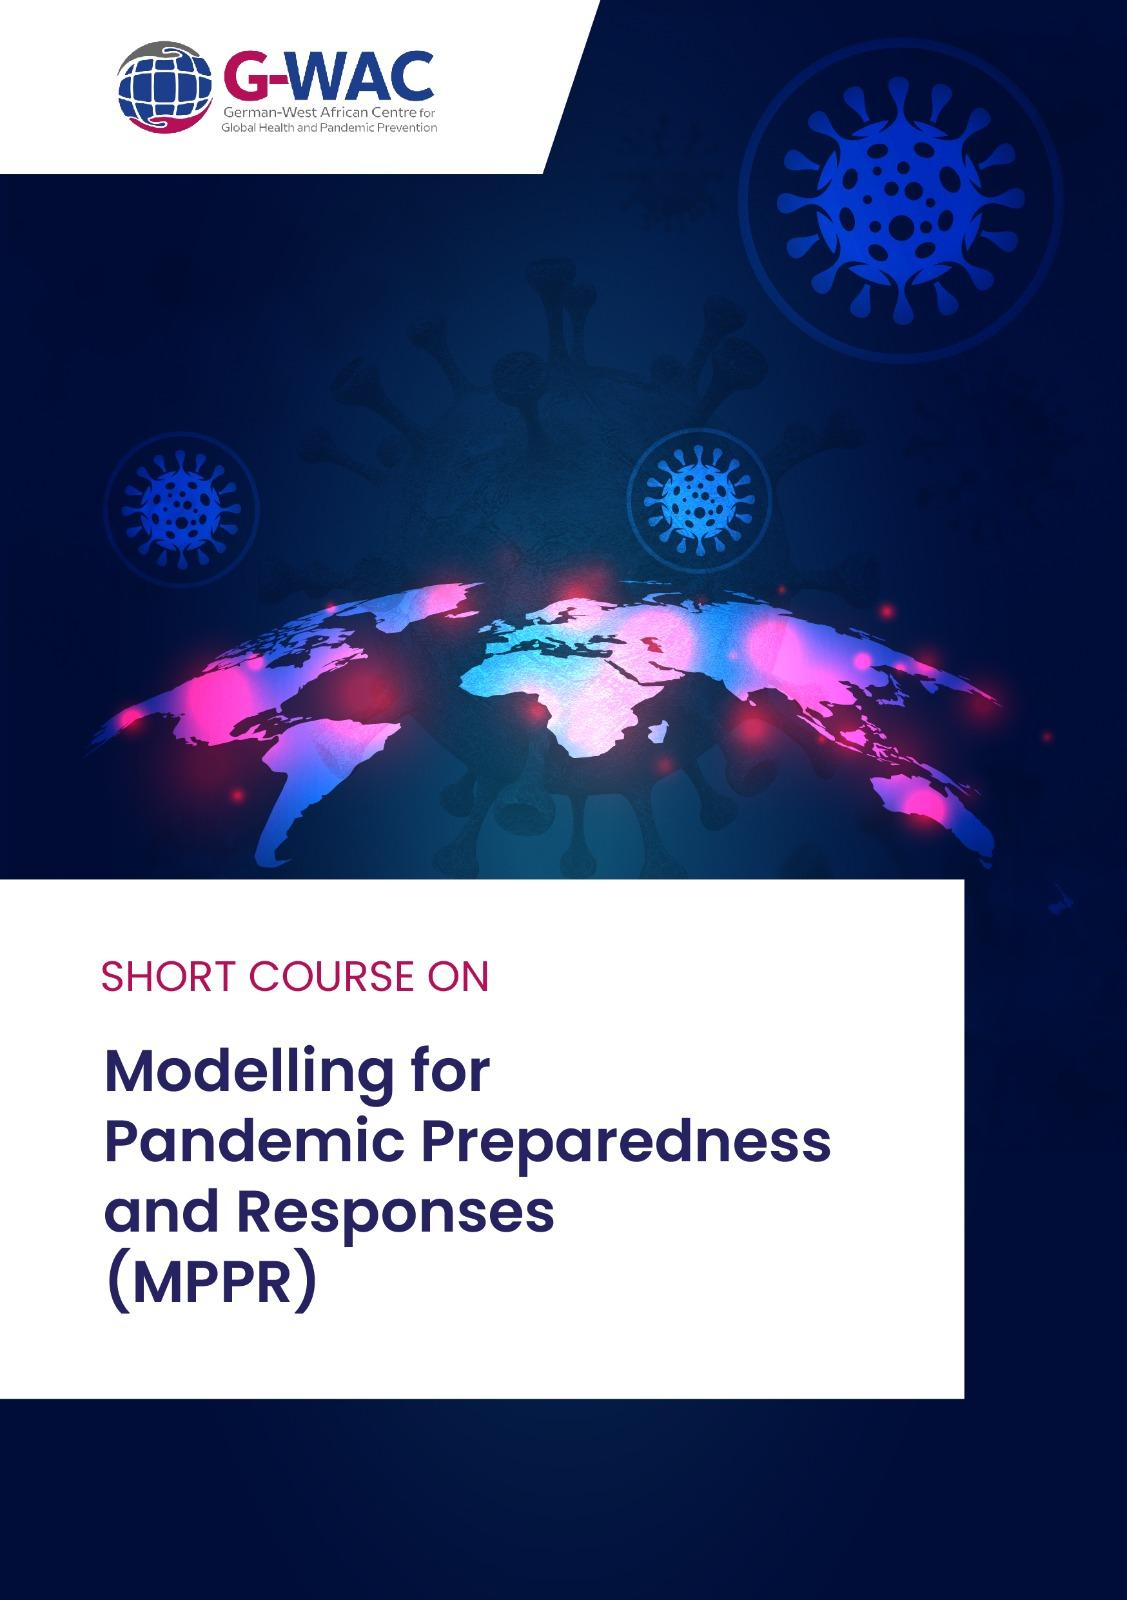 G-WAC
German-West African Centre for
Global Health and Pandemic Prevention
SHORT COURSE ON
Modelling for
Pandemic Preparedness
and Responses
(MPPR)